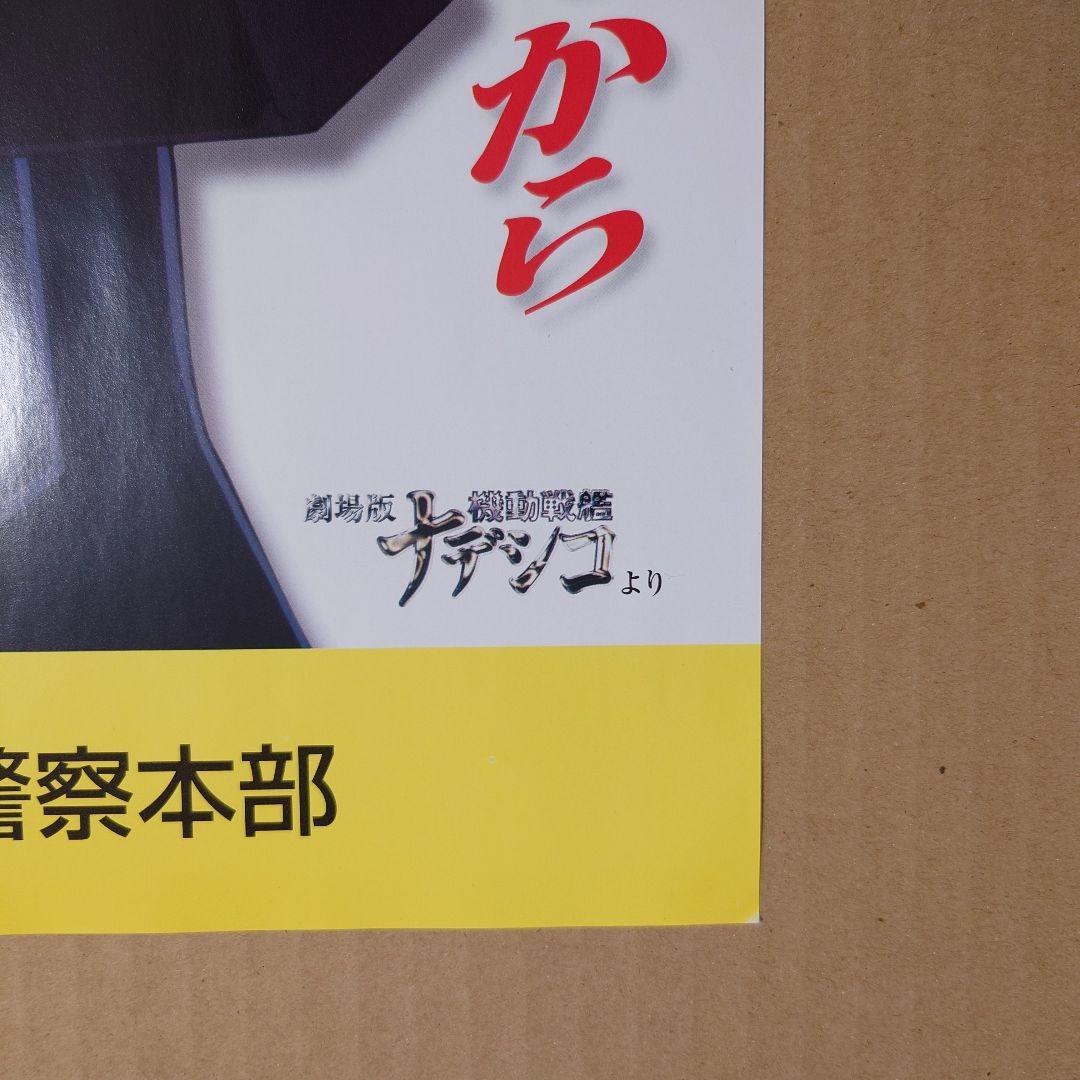 から
劇場版 機動戦艦
ナデシコより
警察本部